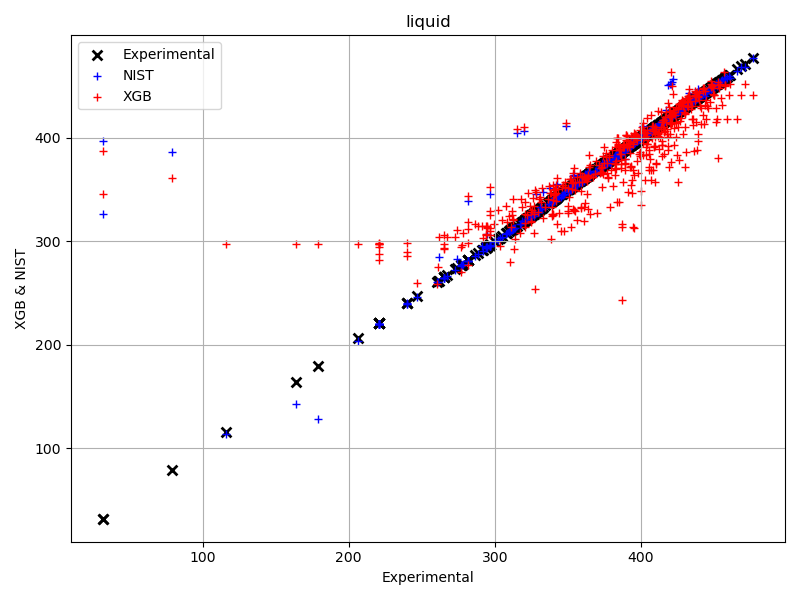 liquid
Experimental
NIST
XGB
XGB & NIST
400
300
200
100
100 200 300 400
Experimental